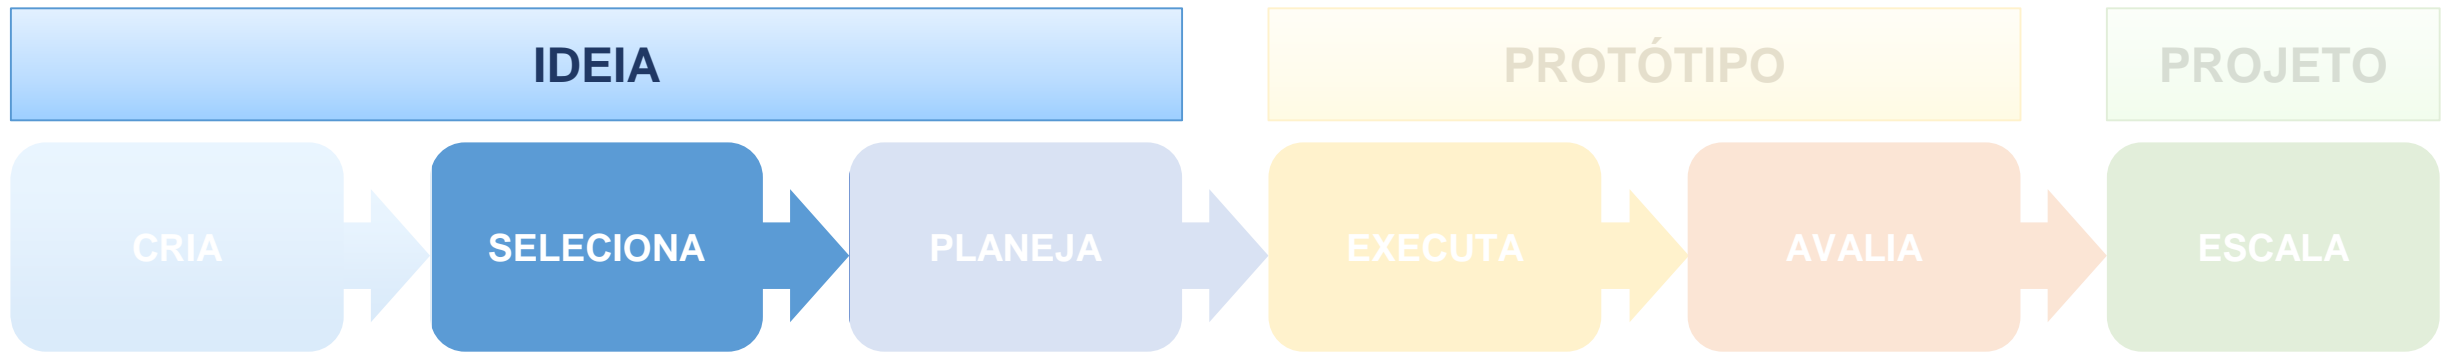 IDEIA
PROTÓTIPO
PROJETO
CRIA
SELECIONA
PLANEJA
EXECUTA
AVALIA
ESCALA